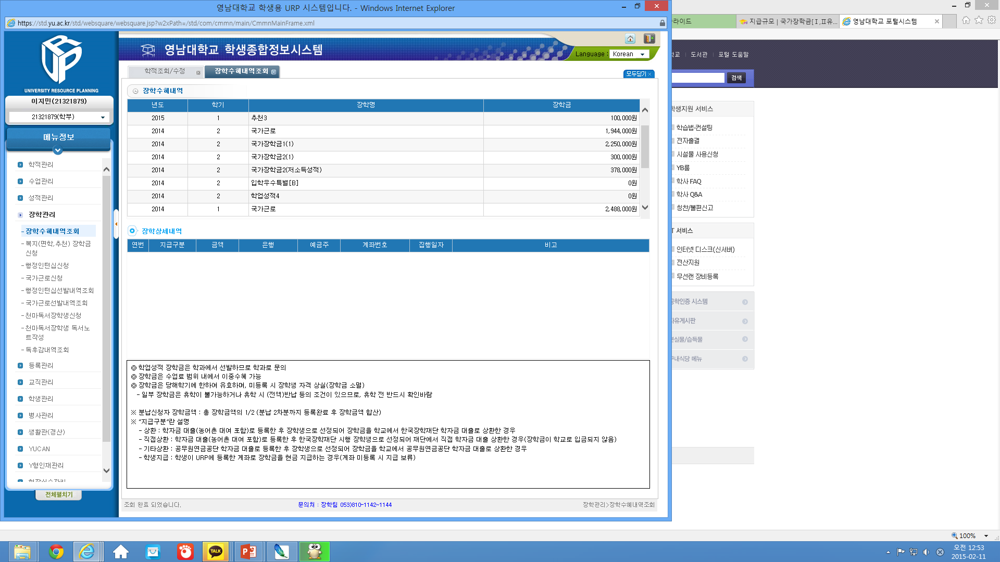 영남대학교 학생용 URP 시스템입니다. - Windows Internet Explorer
https://std.yu.ac.kr/std/websquare/websquare.jsp?w2xPath=/std/com/cmmn/main/CmmnMainFrame.xml
라이드
지급규모 | 국가장학금[Ⅰ,Ⅱ유...
영남대학교 포털시스템
UNIVERSITY RESOURCE PLANNING
이지민(21321879)
21321879(학부)
메뉴정보
학적관리
수업관리
성적관리
장학관리
- 장학수혜내역조회
- 복지(면학,추천) 장학금
신청
- 행정인턴십신청
- 국가근로신청
- 행정인턴십선발내역조회
- 국가근로선발내역조회
- 천마독서장학생신청
- 천마독서장학생 독서노
트작성
- 독후감내역조회
등록관리
교직관리
학생관리
병사관리
생활관(경산)
YUCAN
Y형인재관리
현장실습관리
전체펼치기
영남대학교 학생종합정보시스템
Language : Korean
학적조회/수정
장학수혜내역조회
모두닫기 ×
장학수혜내역
년도 학기 장학명 장학금
2015 1 추천3 100,000원
2014 2 국가근로 1,944,000원
2014 2 국가장학금1(1) 2,250,000원
2014 2 국가장학금2(1) 300,000원
2014 2 국가장학금2(저소득성적) 378,000원
2014 2 입학우수특별[B] 0원
2014 2 학업성적4 0원
2014 1 국가근로 2,488,000원
장학상세내역
연번 지급구분 금액 은행 예금주 계좌번호 집행일자 비고
◎ 학업성적 장학금은 학과에서 선발하므로 학과로 문의
◎ 장학금은 수업료 범위 내에서 이중수혜 가능
◎ 장학금은 당해학기에 한하여 유효하며, 미등록 시 장학생 자격 상실(장학금 소멸)
- 일부 장학금은 휴학이 불가능하거나 휴학 시 (전액)반납 등의 조건이 있으므로, 휴학 전 반드시 확인바람
※ 분납신청자 장학금액 : 총 장학금액의 1/2 (분납 2차분까지 등록완료 후 장학금액 합산)
※ "지급구분"란 설명
- 상환 : 학자금 대출(농어촌 대여 포함)로 등록한 후 장학생으로 선정되어 장학금을 학교에서 한국장학재단 학자금 대출로 상환한 경우
- 직접상환 : 학자금 대출(농어촌 대여 포함)로 등록한 후 한국장학재단 시행 장학생으로 선정되어 재단에서 직접 학자금 대출 상환한 경우(장학금이 학교로 입금되지 않음)
- 기타상환 : 공무원연금공단 학자금 대출로 등록한 후 장학생으로 선정되어 장학금을 학교에서 공무원연금공단 학자금 대출로 상환한 경우
- 학생지급 : 학생이 URP에 등록한 계좌로 장학금을 현금 지급하는 경우(계좌 미등록 시 지급 보류)
조회 완료 되었습니다.
문의처 : 장학팀 053)810-1142~1144
장학관리>장학수혜내역조회
학교 | 도서관 | 포털 도움말
검색
학생지원 서비스
학습법·컨설팅
전자출결
시설물 사용신청
YB룸
학사 FAQ
학사 Q&A
칭찬/불편신고
IT 서비스
인터넷 디스크(신서버)
전산지원
무선랜 장비등록
공학인증 시스템
자유게시판
분실물/습득물
구내식당 메뉴
100%
TALK
오전 12:53
2015-02-11